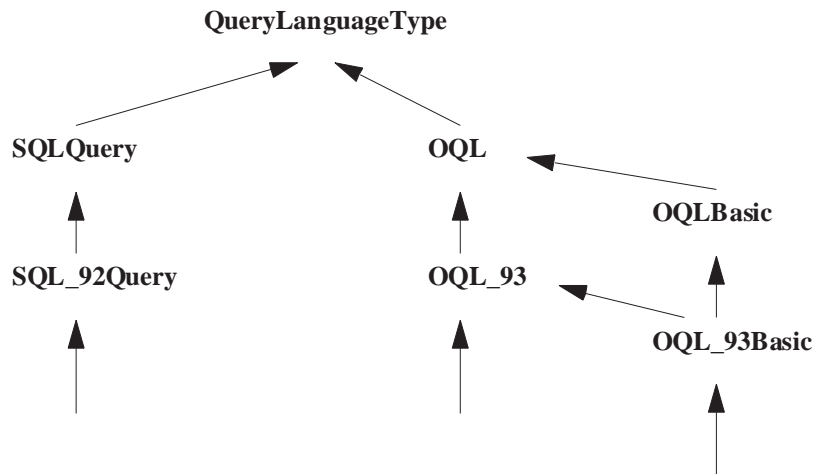 QueryLanguageType
SQLQuery
OQL
OQLBasic
SQL_92Query
OQL_93
OQL_93Basic